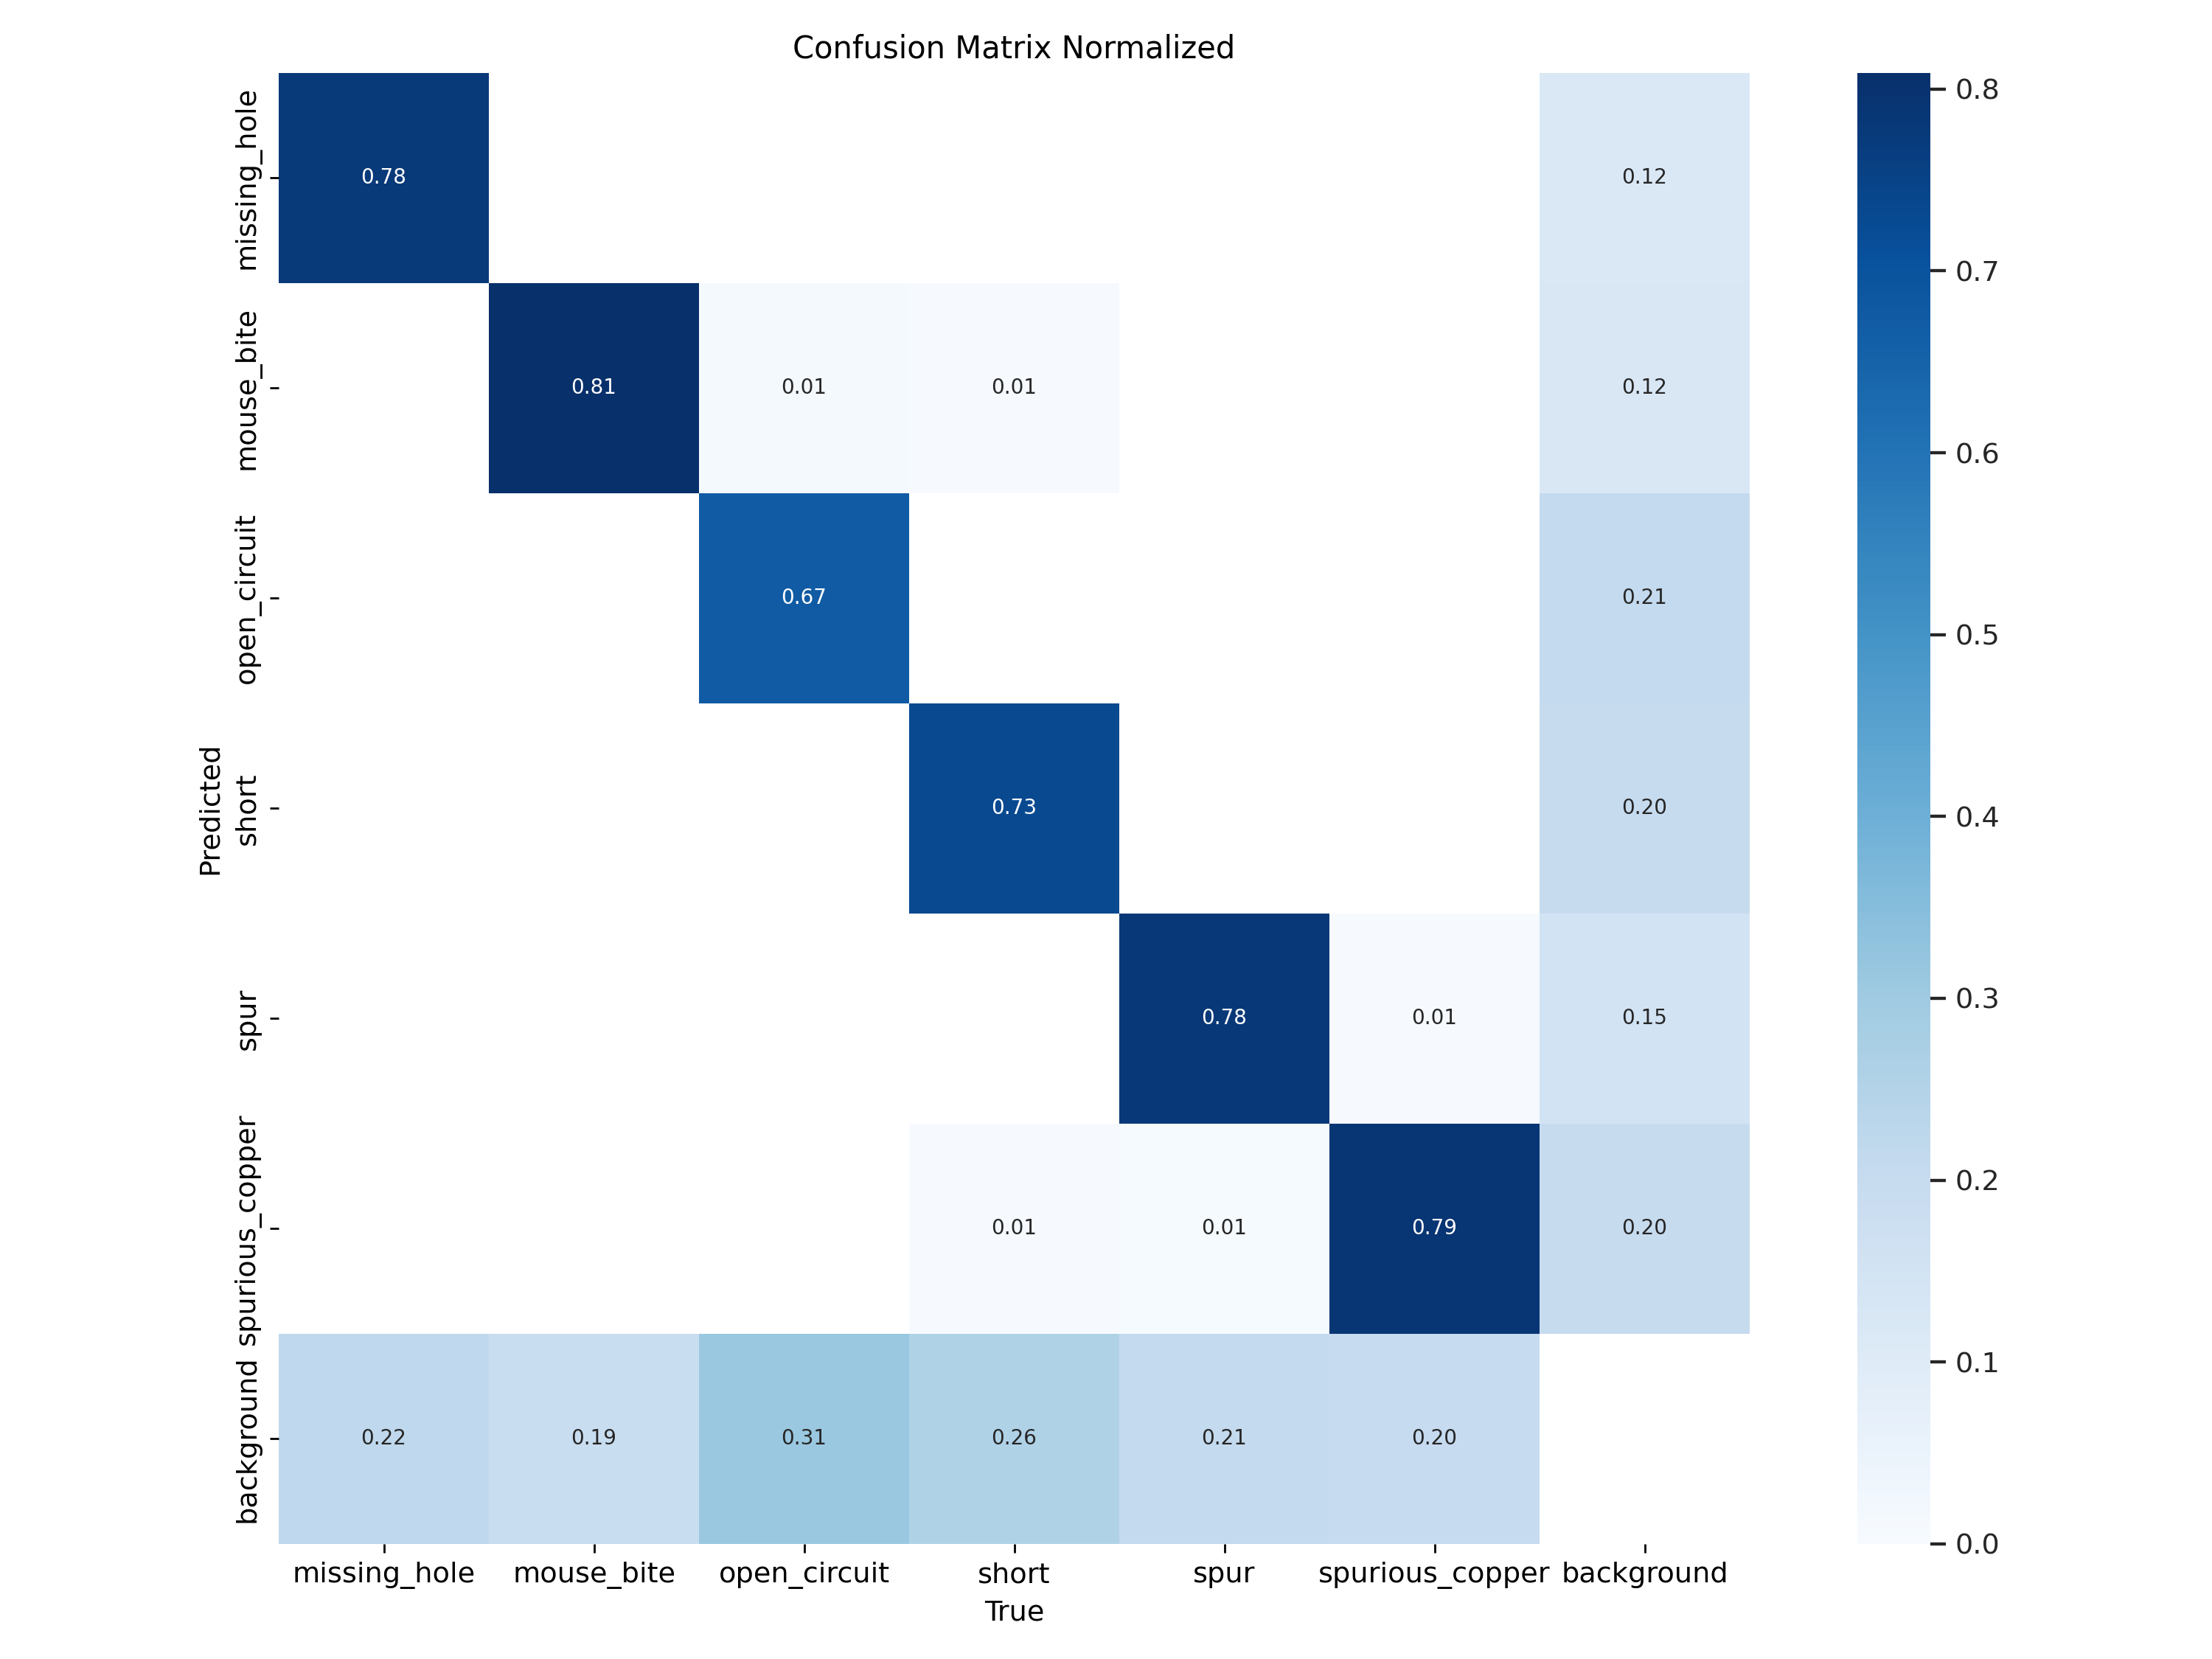 Confusion Matrix Normalized
missing_hole
0.78
0.12
mouse_bite
0.81
0.01
0.01
0.12
open_circuit
0.67
0.21
short
0.73
0.20
spur
0.78
0.01
0.15
spurious_copper
0.01
0.01
0.79
0.20
background
0.22
0.19
0.31
0.26
0.21
0.20
Predicted
missing_hole
mouse_bite
open_circuit
short
spur
spurious_copper
background
True
0.8
0.7
0.6
0.5
0.4
0.3
0.2
0.1
0.0